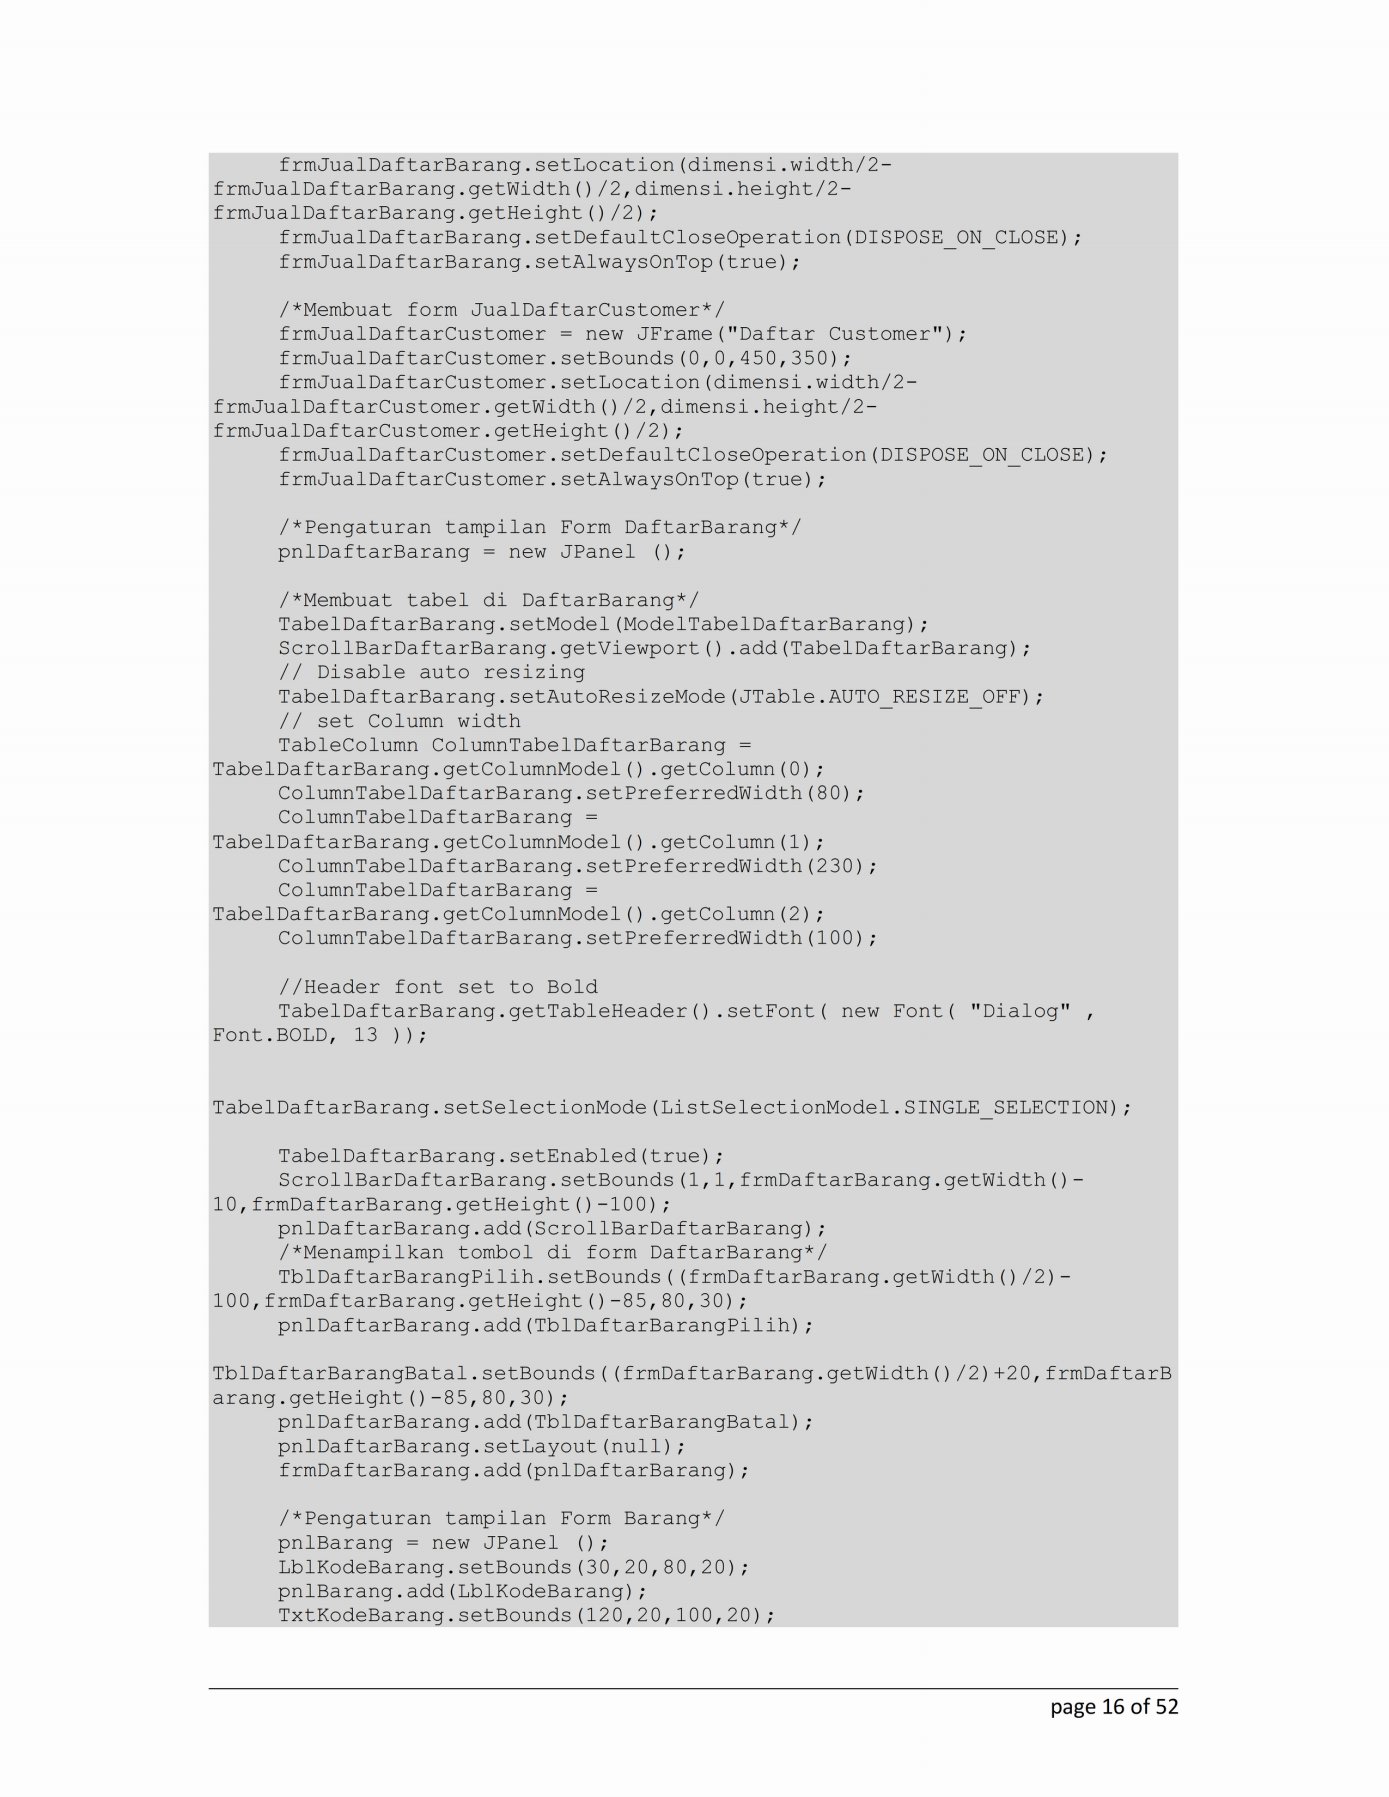 frmJualDaftarBarang.setLocation(dimensi.width/2-
frmJualDaftarBarang.getWidth()/2,dimensi.height/2-
frmJualDaftarBarang.getHeight()/2);
frmJualDaftarBarang.setDefaultCloseOperation(DISPOSE_ON_CLOSE);
frmJualDaftarBarang.setAlwaysOnTop(true);
/*Membuat form JualDaftarCustomer*/
frmJualDaftarCustomer = new JFrame("Daftar Customer");
frmJualDaftarCustomer.setBounds(0,0,450,350);
frmJualDaftarCustomer.setLocation(dimensi.width/2-
frmJualDaftarCustomer.getWidth()/2,dimensi.height/2-
frmJualDaftarCustomer.getHeight()/2);
frmJualDaftarCustomer.setDefaultCloseOperation(DISPOSE_ON_CLOSE);
frmJualDaftarCustomer.setAlwaysOnTop(true);
/*Pengaturan tampilan Form DaftarBarang*/
pnlDaftarBarang = new JPanel ();
/*Membuat tabel di DaftarBarang*/
TabelDaftarBarang.setModel(ModelTabelDaftarBarang);
ScrollBarDaftarBarang.getViewport().add(TabelDaftarBarang);
// Disable auto resizing
TabelDaftarBarang.setAutoResizeMode(JTable.AUTO_RESIZE_OFF);
// set Column width
TableColumn ColumnTabelDaftarBarang =
TabelDaftarBarang.getColumnModel().getColumn(0);
ColumnTabelDaftarBarang.setPreferredWidth(80);
ColumnTabelDaftarBarang =
TabelDaftarBarang.getColumnModel().getColumn(1);
ColumnTabelDaftarBarang.setPreferredWidth(230);
ColumnTabelDaftarBarang =
TabelDaftarBarang.getColumnModel().getColumn(2);
ColumnTabelDaftarBarang.setPreferredWidth(100);
//Header font set to Bold
TabelDaftarBarang.getTableHeader().setFont( new Font( "Dialog" ,
Font.BOLD, 13 ));
TabelDaftarBarang.setSelectionMode(ListSelectionModel.SINGLE_SELECTION);
TabelDaftarBarang.setEnabled(true);
ScrollBarDaftarBarang.setBounds(1,1,frmDaftarBarang.getWidth()-
10,frmDaftarBarang.getHeight()-100);
pnlDaftarBarang.add(ScrollBarDaftarBarang);
/*Menampilkan tombol di form DaftarBarang*/
TblDaftarBarangPilih.setBounds((frmDaftarBarang.getWidth()/2)-
100,frmDaftarBarang.getHeight()-85,80,30);
pnlDaftarBarang.add(TblDaftarBarangPilih);
TblDaftarBarangBatal.setBounds((frmDaftarBarang.getWidth()/2)+20,frmDaftarB
arang.getHeight()-85,80,30);
pnlDaftarBarang.add(TblDaftarBarangBatal);
pnlDaftarBarang.setLayout(null);
frmDaftarBarang.add(pnlDaftarBarang);
/*Pengaturan tampilan Form Barang*/
pnlBarang = new JPanel ();
LblKodeBarang.setBounds(30,20,80,20);
pnlBarang.add(LblKodeBarang);
TxtKodeBarang.setBounds(120,20,100,20);
page 16 of 52